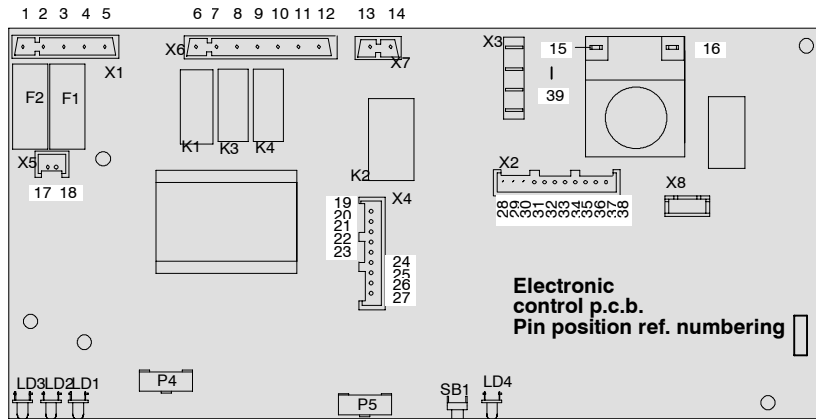 1 2 3 4 5
6 7 8 9 10 11 12
13 14
X1
X6
X7
X3
15
16
39
F2 F1
K1 K3 K4
K2
X5
17 18
X2
X8
28 29 30 31 32 33 34 35 36 37 38
X4
19
20
21
22
23
24
25
26
27
Electronic
control p.c.b.
Pin position ref. numbering
LD3 LD2 LD1
P4
P5
SB1
LD4